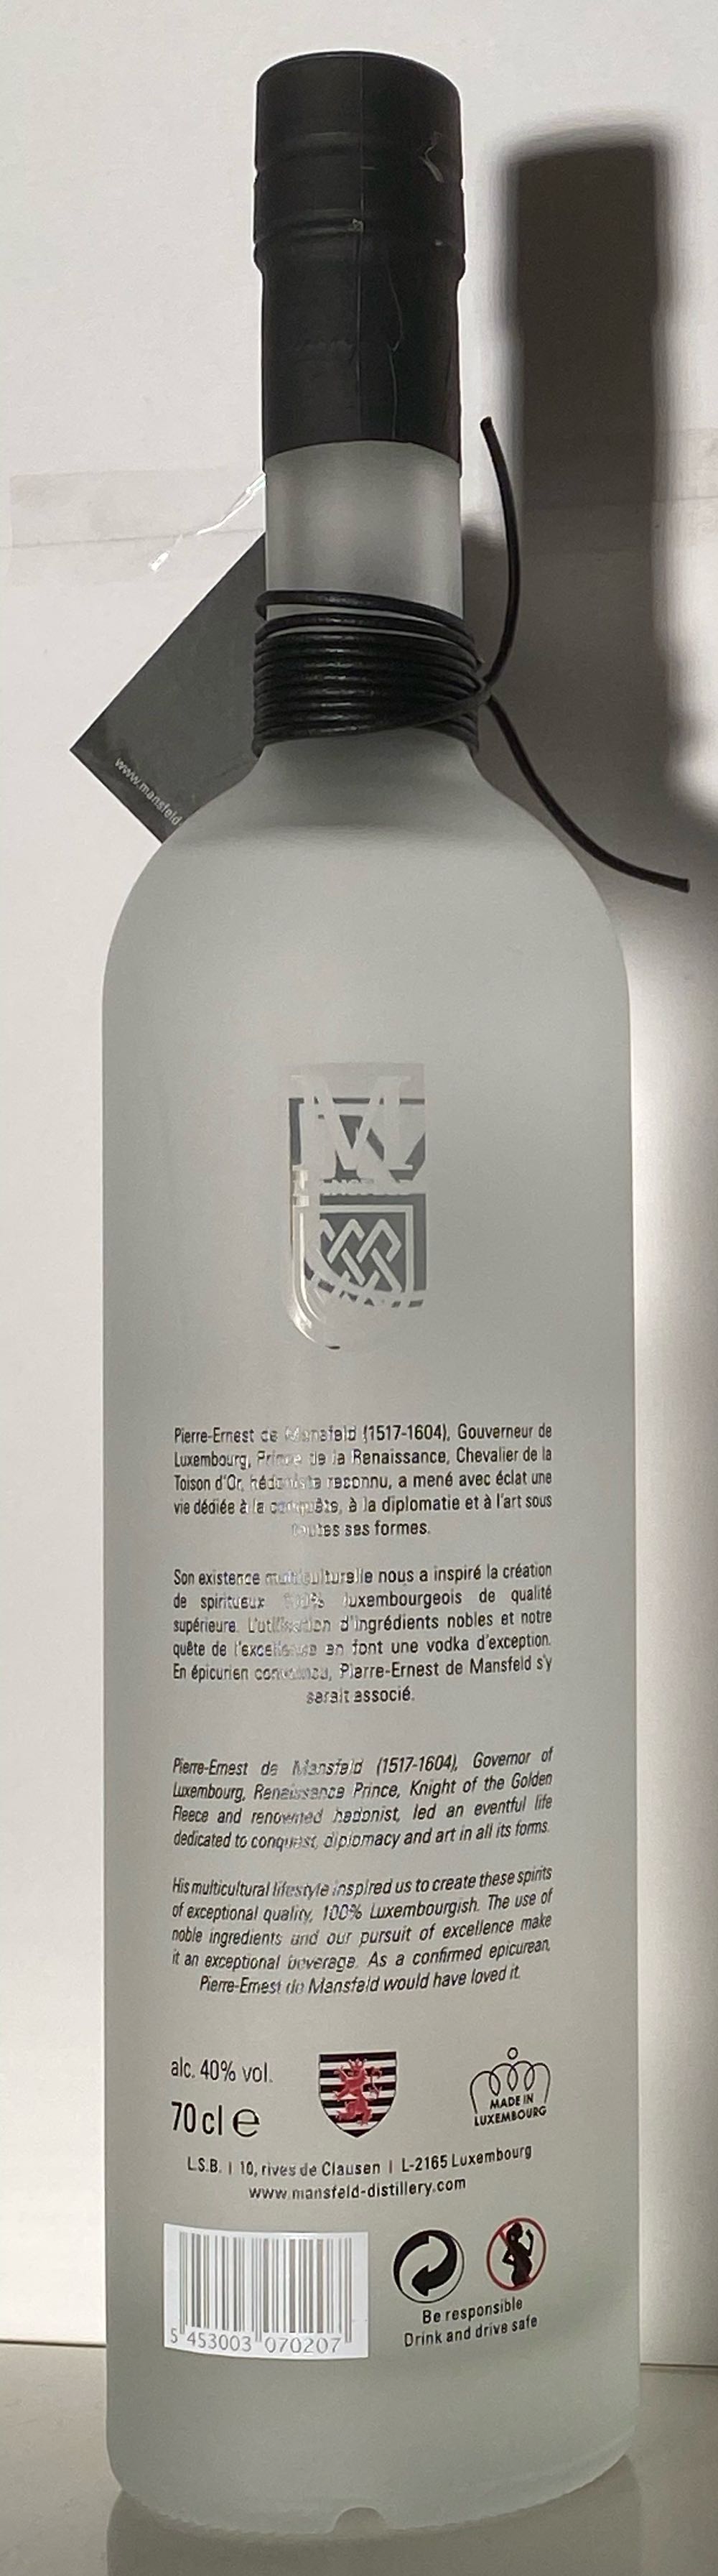 www.mansfeld
M
MANSFELD
Pierre-Ernest de Mansfeld (1517-1604), Gouverneur de
Luxembourg, Prince de la Renaissance, Chevalier de la
Toison d'Or, hédoniste reconnu, a mené avec éclat une
vie dédiée à la conquête, à la diplomatie et à l'art sous
toutes ses formes.
Son existence multiculturelle nous a inspiré la création
de spiritueux 100% luxembourgeois de qualité
supérieure. L'utilisation d'ingrédients nobles et notre
quête de l'excellense en font une vodka d'exception.
En épicurien convaincu, Pierre-Ernest de Mansfeld s'y
serait associé.
Pierre-Ernest de Mansfeld (1517-1604), Governor of
Luxembourg, Renaissance Prince, Knight of the Golden
Fleece and renowned hedonist, led an eventful life
dedicated to conquest, diplomacy and art in all its forms.
His multicultural lifestyle inspired us to create these spirits
of exceptional quality, 100% Luxembourgish. The use of
noble ingredients and our pursuit of excellence make
it an exceptional beverage. As a confirmed epicurean,
Pierre-Ernest de Mansfeld would have loved it.
alc. 40% vol.
70 cl e
MADE IN
LUXEMBOURG
L.S.B. | 10, rives de Clausen | L-2165 Luxembourg
www.mansfeld-distillery.com
5 453003 070207
Be responsible
Drink and drive safe